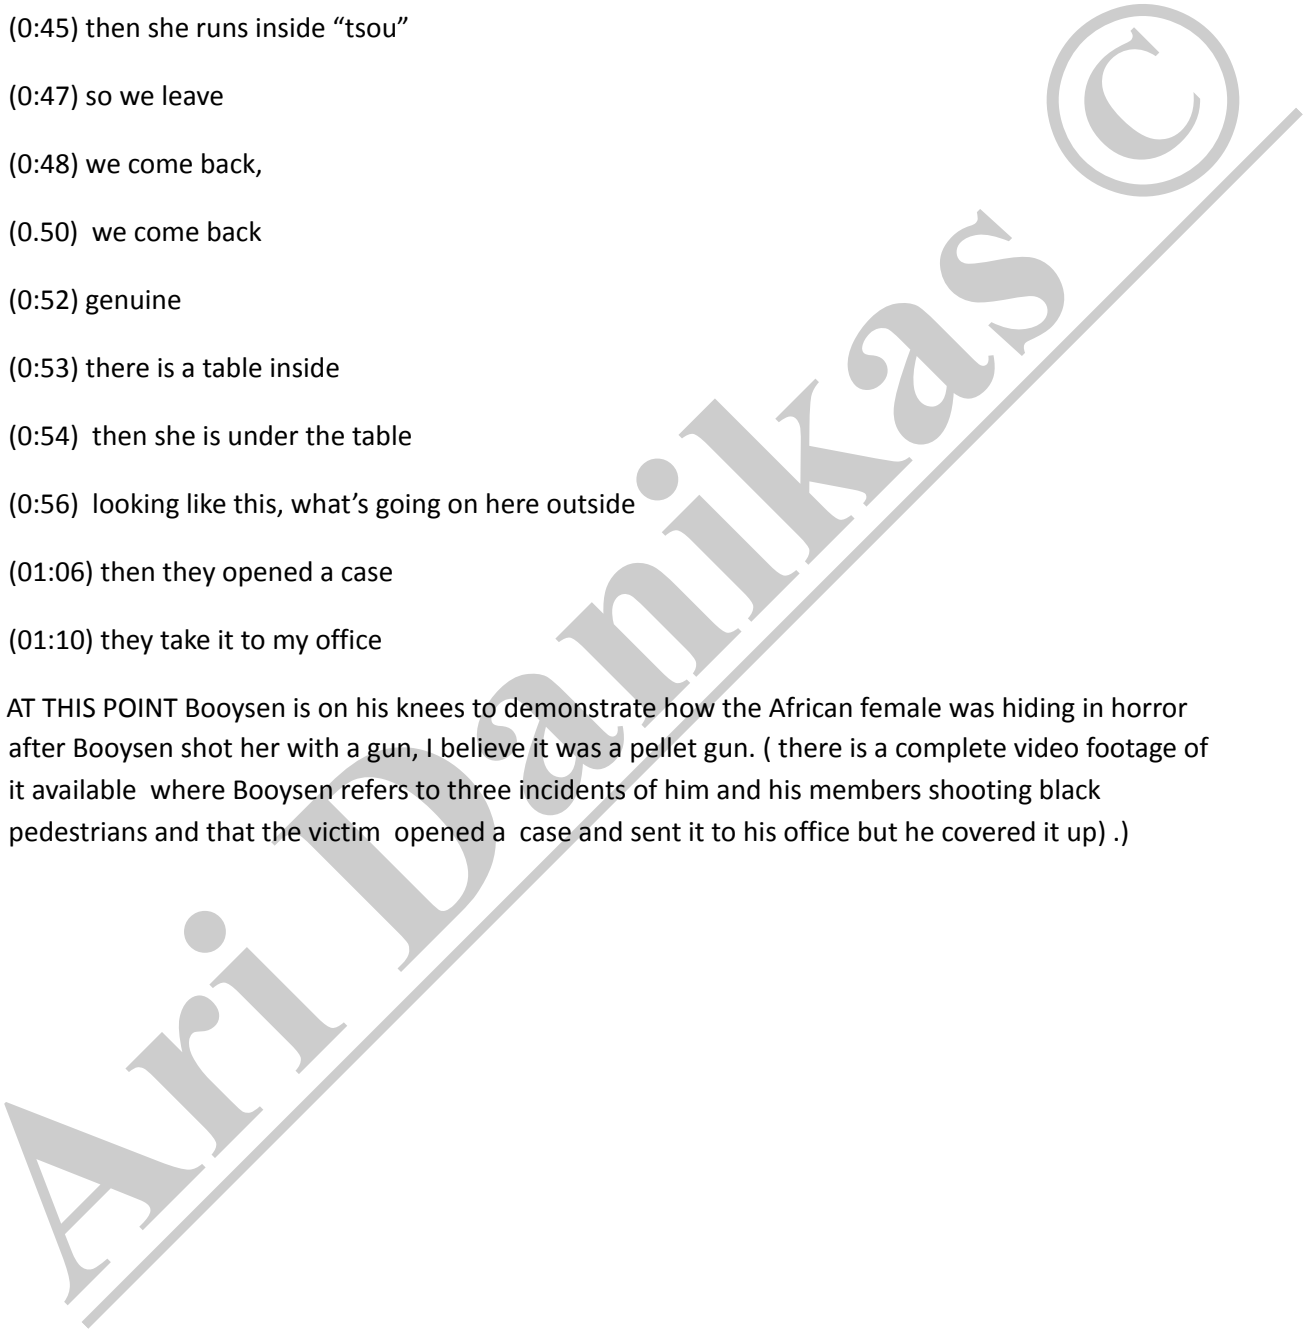 (0:45) then she runs inside “tsou”
(0:47) so we leave
(0:48) we come back,
(0.50)  we come back
(0:52) genuine
(0:53) there is a table inside
(0:54)  then she is under the table
(0:56)  looking like this, what’s going on here outside
(01:06) then they opened a case
(01:10) they take it to my office
AT THIS POINT Booysen is on his knees to demonstrate how the African female was hiding in horror
after Booysen shot her with a gun, I believe it was a pellet gun. ( there is a complete video footage of
it available  where Booysen refers to three incidents of him and his members shooting black
pedestrians and that the victim  opened a  case and sent it to his office but he covered it up) .)
Ari Danikas ©